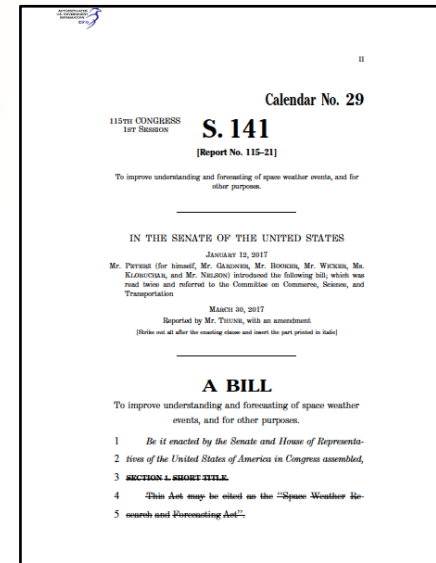 AUTHENTICATED
U.S. GOVERNMENT
INFORMATION
GPO
II
Calendar No. 29
115TH CONGRESS
1ST SESSION
S. 141
[Report No. 115–21]
To improve understanding and forecasting of space weather events, and for
other purposes.
IN THE SENATE OF THE UNITED STATES
JANUARY 12, 2017
Mr. PETERS (for himself, Mr. GARDNER, Mr. BOOKER, Mr. WICKER, Ms.
KLOBUCHAR, and Mr. NELSON) introduced the following bill; which was
read twice and referred to the Committee on Commerce, Science, and
Transportation
MARCH 30, 2017
Reported by Mr. THUNE, with an amendment
[Strike out all after the enacting clause and insert the part printed in italic]
A BILL
To improve understanding and forecasting of space weather
events, and for other purposes.
1 Be it enacted by the Senate and House of Representa-
2 tives of the United States of America in Congress assembled,
3 SECTION 1. SHORT TITLE.
4 This Act may be cited as the "Space Weather Re-
5 search and Forecasting Act".